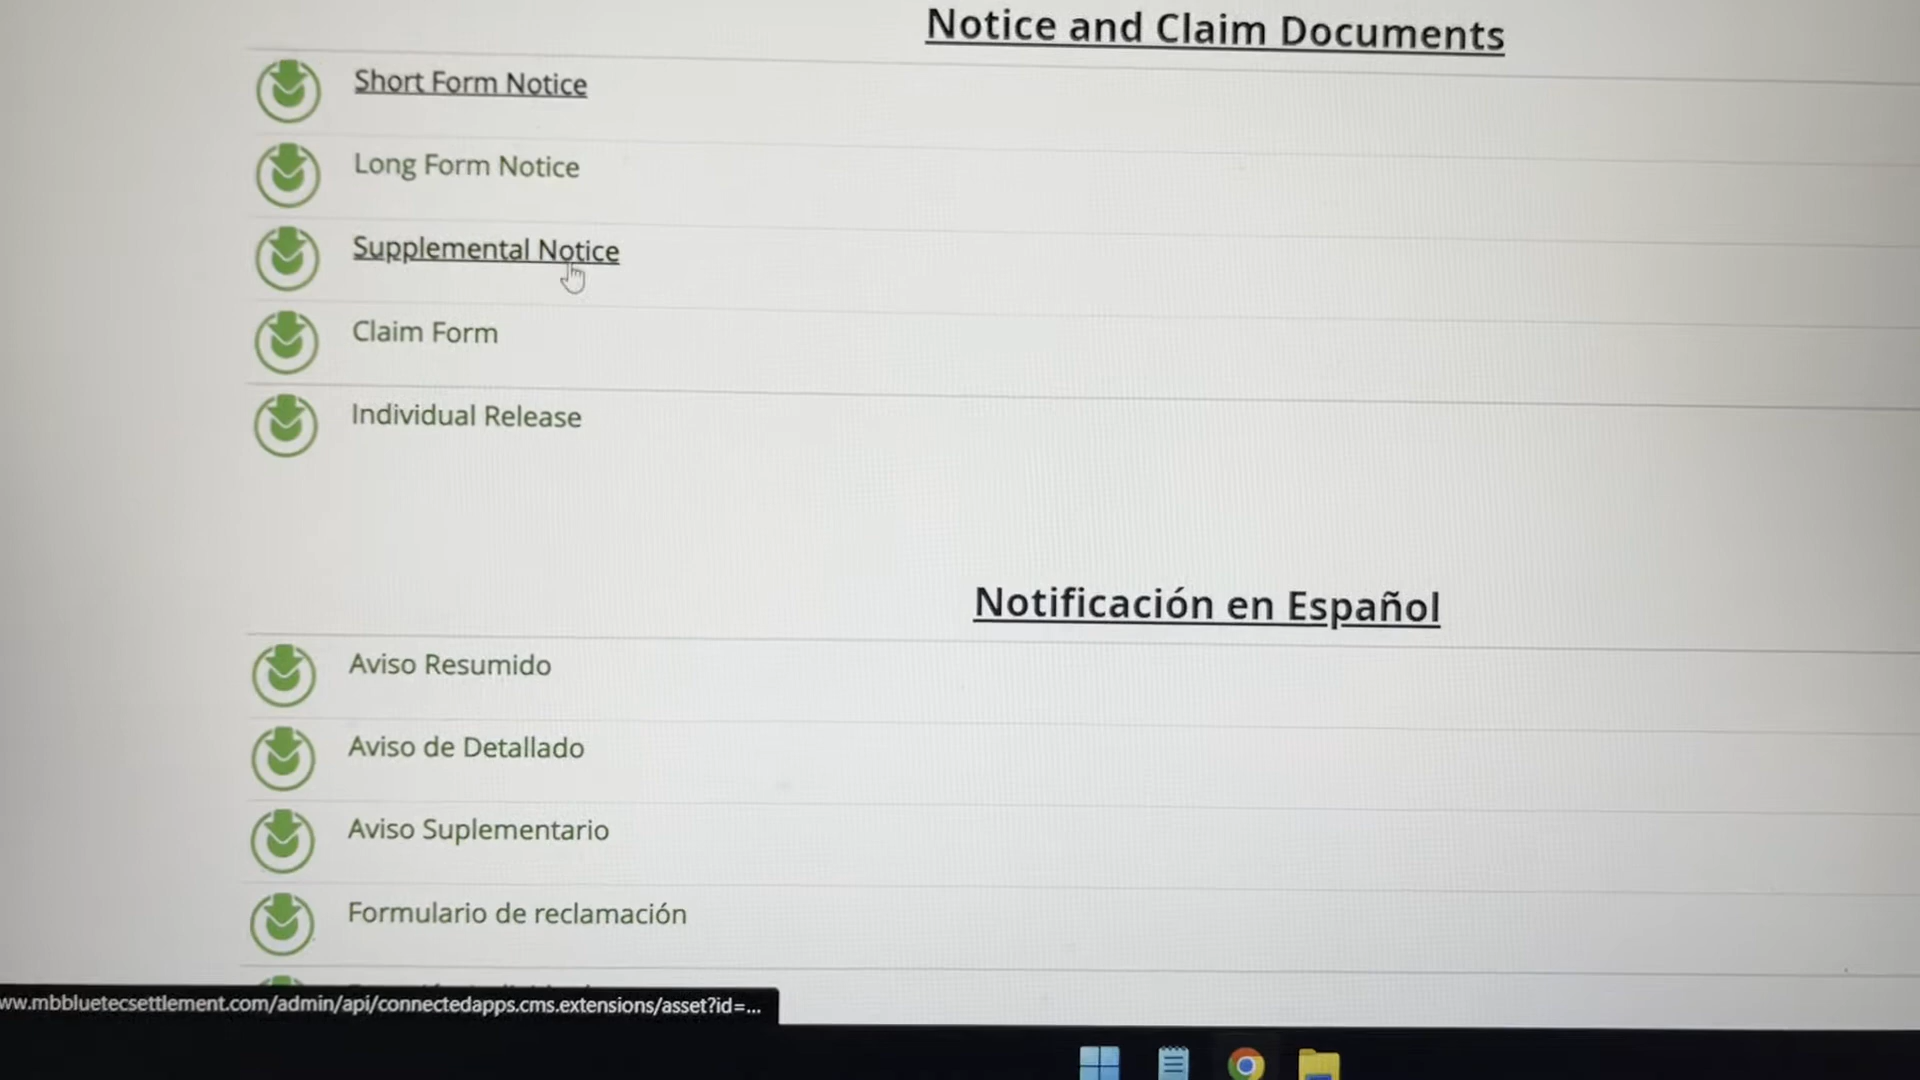 Notice and Claim Documents
Short Form Notice
Long Form Notice
Supplemental Notice
Claim Form
Individual Release
Notificación en Español
Aviso Resumido
Aviso de Detallado
Aviso Suplementario
Formulario de reclamación
ww.mbbluetecsettlement.com/admin/api/connectedapps.cms.extensions/asset?id=...